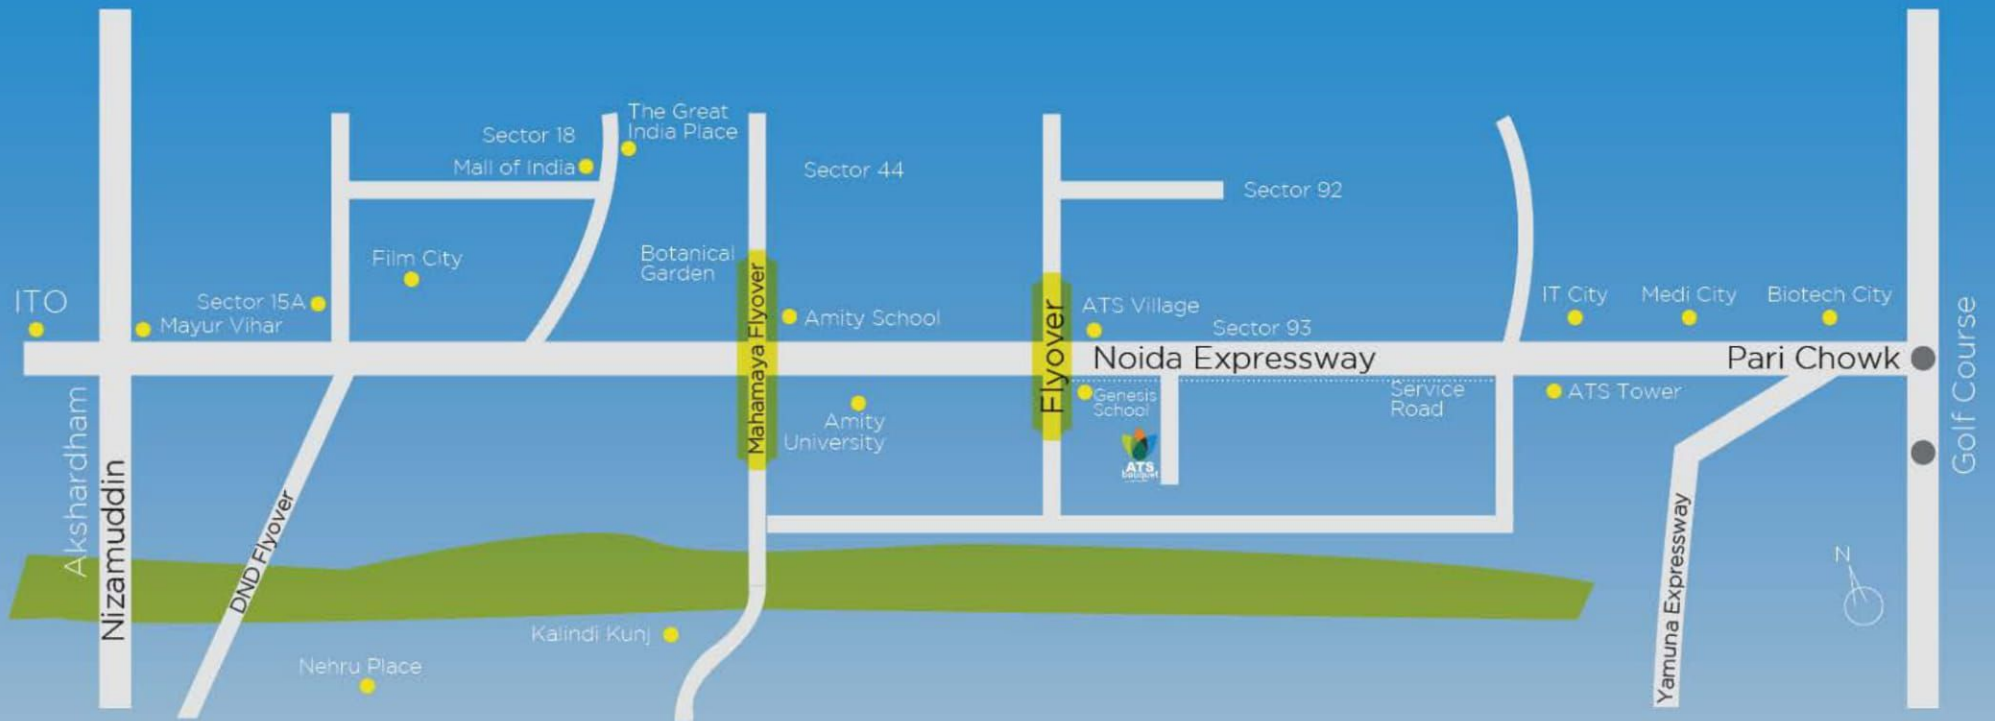 The Great
India Place
Sector 18
Mall of India
Sector 44
Sector 92
Film City
Botanical
Garden
ITO
Sector 15A
Mayur Vihar
Mahamaya Flyover
Amity School
Flyover
ATS Village
Sector 93
IT City
Medi City
Biotech City
Noida Expressway
Pari Chowk
Golf Course
Akshardham
Nizamuddin
DND Flyover
Amity
University
Genesis
School
Service
Road
ATS Tower
ATS
bouquet
Yamuna Expressway
N
Kalindi Kunj
Nehru Place